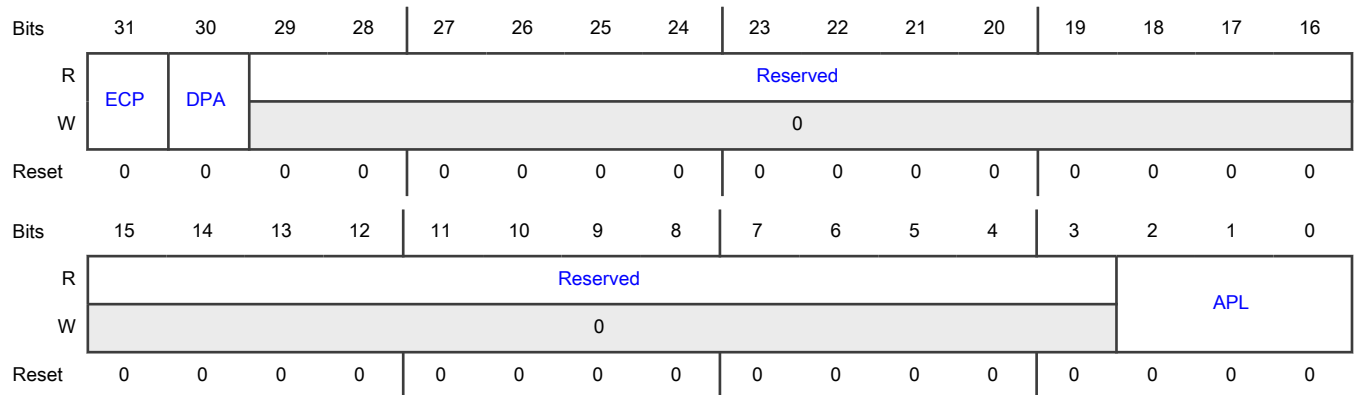 Bits 31 30 29 28 27 26 25 24 23 22 21 20 19 18 17 16
R Reserved
ECP DPA
W 0
Reset 0 0 0 0 0 0 0 0 0 0 0 0 0 0 0 0
Bits 15 14 13 12 11 10 9 8 7 6 5 4 3 2 1 0
R Reserved
APL
W 0
Reset 0 0 0 0 0 0 0 0 0 0 0 0 0 0 0 0